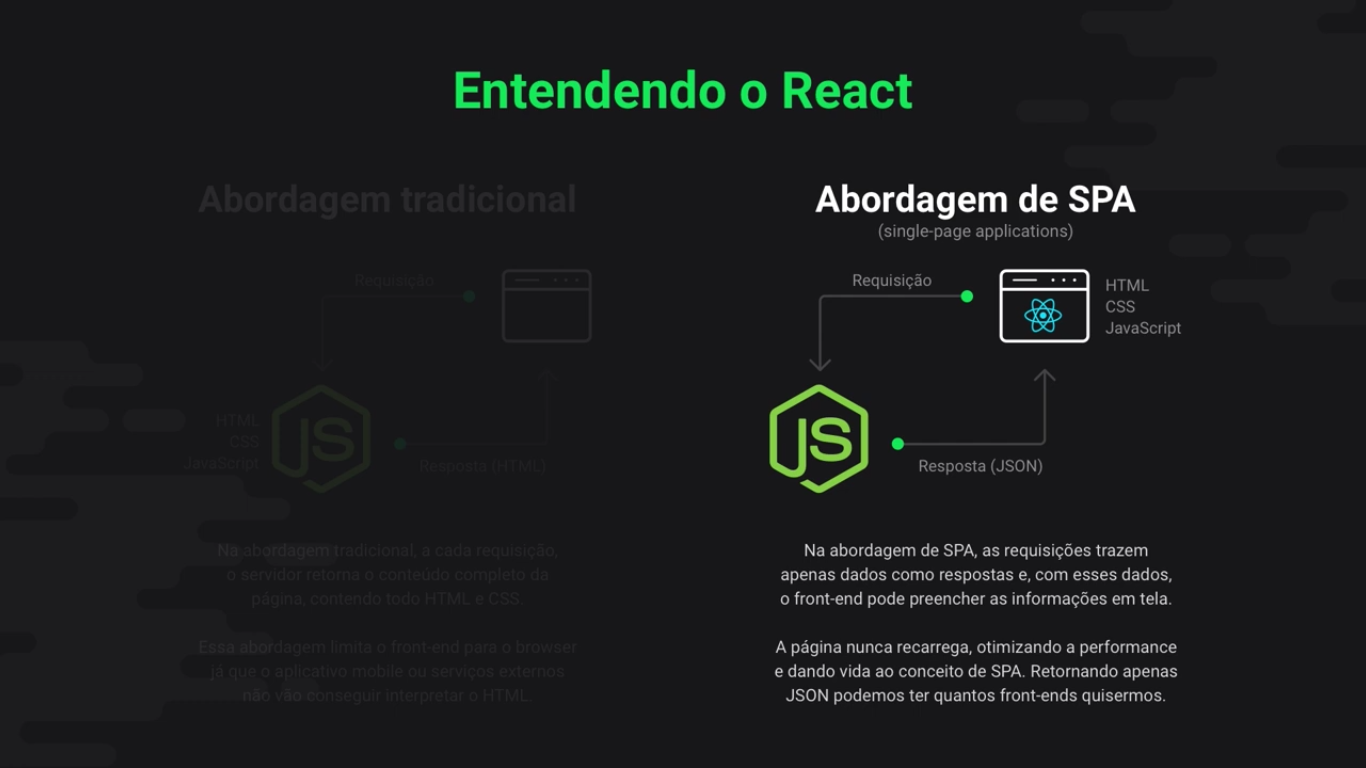 Entendendo o React
Abordagem tradicional
Requisição
HTML
CSS
JavaScript
JS
Resposta (HTML)
Na abordagem tradicional, a cada requisição,
o servidor retorna o conteúdo completo da
página, contendo todo HTML e CSS.
Essa abordagem limita o front-end para o browser
já que o aplicativo mobile ou serviços externos
não vão conseguir interpretar o HTML.
Abordagem de SPA
(single-page applications)
Requisição
HTML
CSS
JavaScript
JS
Resposta (JSON)
Na abordagem de SPA, as requisições trazem
apenas dados como respostas e, com esses dados,
o front-end pode preencher as informações em tela.
A página nunca recarrega, otimizando a performance
e dando vida ao conceito de SPA. Retornando apenas
JSON podemos ter quantos front-ends quisermos.